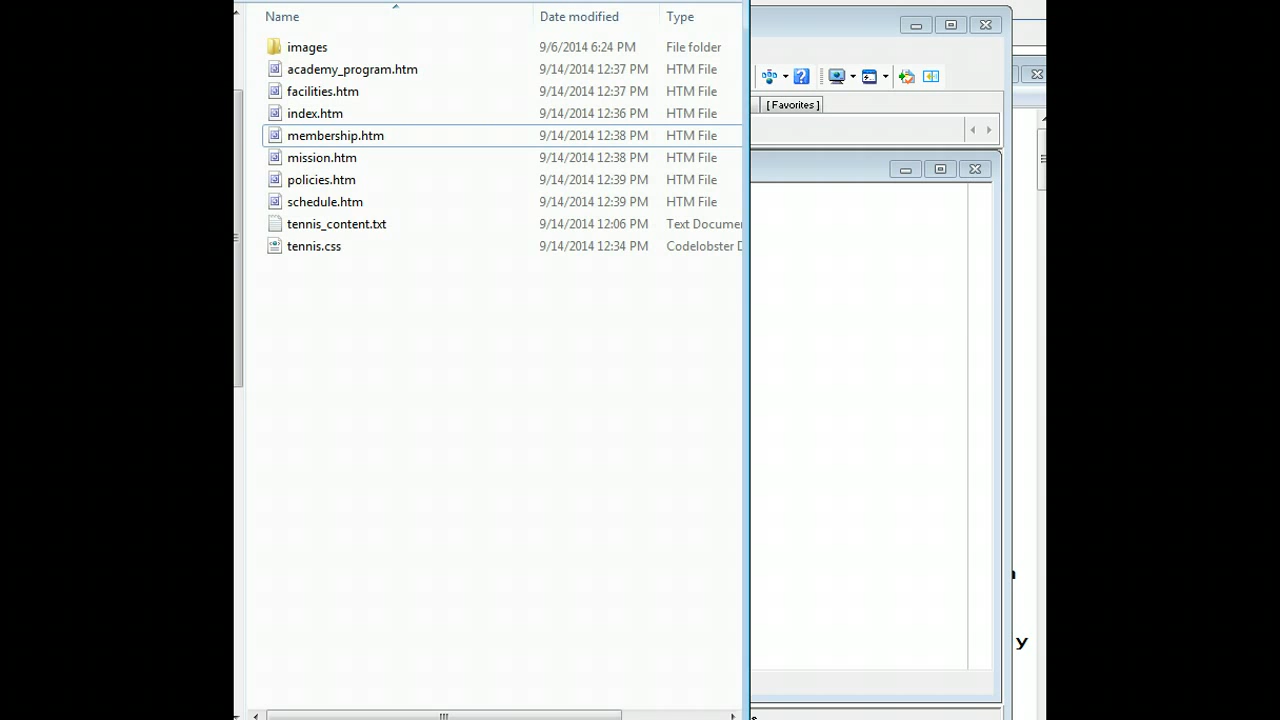 Name Date modified Type
images 9/6/2014 6:24 PM File folder
academy_program.htm 9/14/2014 12:37 PM HTM File
[ Favorites ]
facilities.htm 9/14/2014 12:37 PM HTM File
index.htm 9/14/2014 12:36 PM HTM File
membership.htm 9/14/2014 12:38 PM HTM File
mission.htm 9/14/2014 12:38 PM HTM File
policies.htm 9/14/2014 12:39 PM HTM File
schedule.htm 9/14/2014 12:39 PM HTM File
tennis_content.txt 9/14/2014 12:06 PM Text Docume
tennis.css 9/14/2014 12:34 PM Codelobster
y